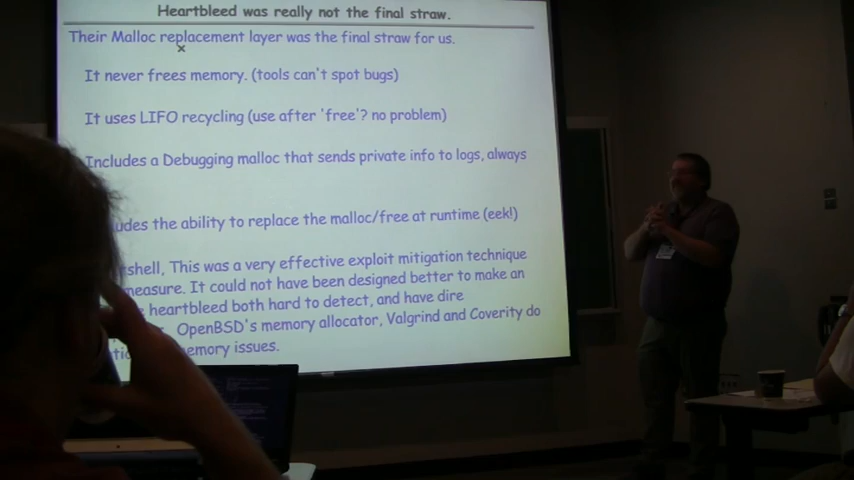 Heartbleed was really not the final straw.
Their Malloc replacement layer was the final straw for us.
It never frees memory. (tools can't spot bugs)
It uses LIFO recycling (use after 'free'? no problem)
Includes a Debugging malloc that sends private info to logs, always
the ability to replace the malloc/free at runtime (eek!)
This was a very effective exploit mitigation technique
It could not have been designed better to make an
heartbleed both hard to detect, and have dire
OpenBSD's memory allocator, Valgrind and Coverity do
memory issues.